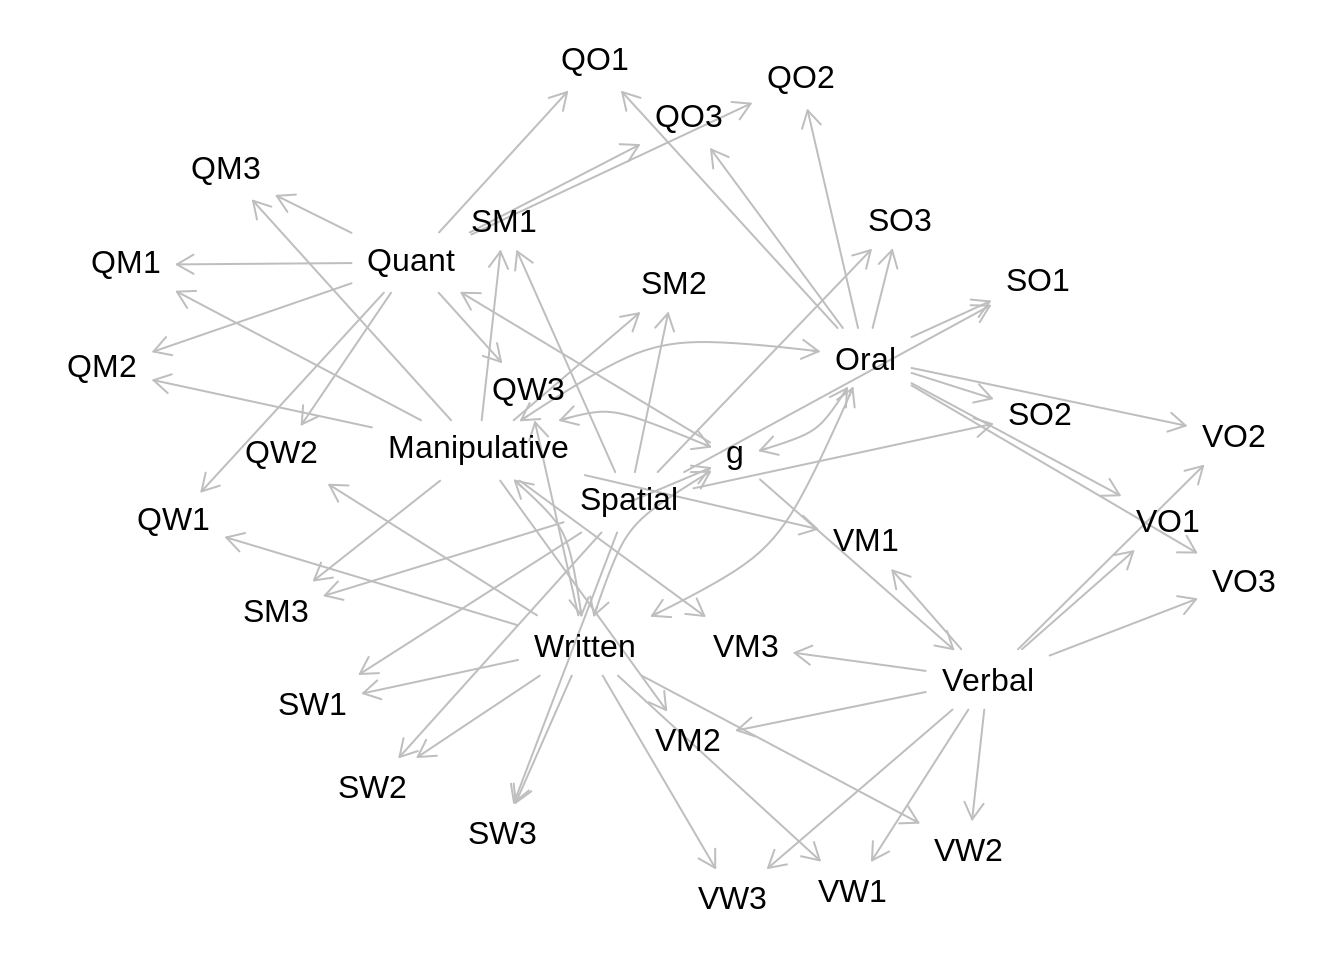 QO1
QO2
QO3
QM3
SM1
SO3
QM1
Quant
SM2
SO1
QM2
Oral
QW3
SO2
VO2
QW2
Manipulative
g
Spatial
QW1
VO1
VM1
VO3
SM3
Written
VM3
Verbal
SW1
VM2
SW2
SW3
VW2
VW3
VW1